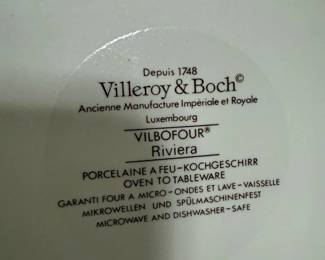 Depuis 1748
Villeroy & Boch©
Ancienne Manufacture Impériale et Royale
Luxembourg
VILBOFOUR®
Riviera
PORCELAINE A FEU-KOCHGESCHIRR
OVEN TO TABLEWARE
GARANTI FOUR A MICRO-ONDES ET LAVE-VAISSELLE
MIKROWELLEN UND SPÜLMASCHINENFEST
MICROWAVE AND DISHWASHER-SAFE